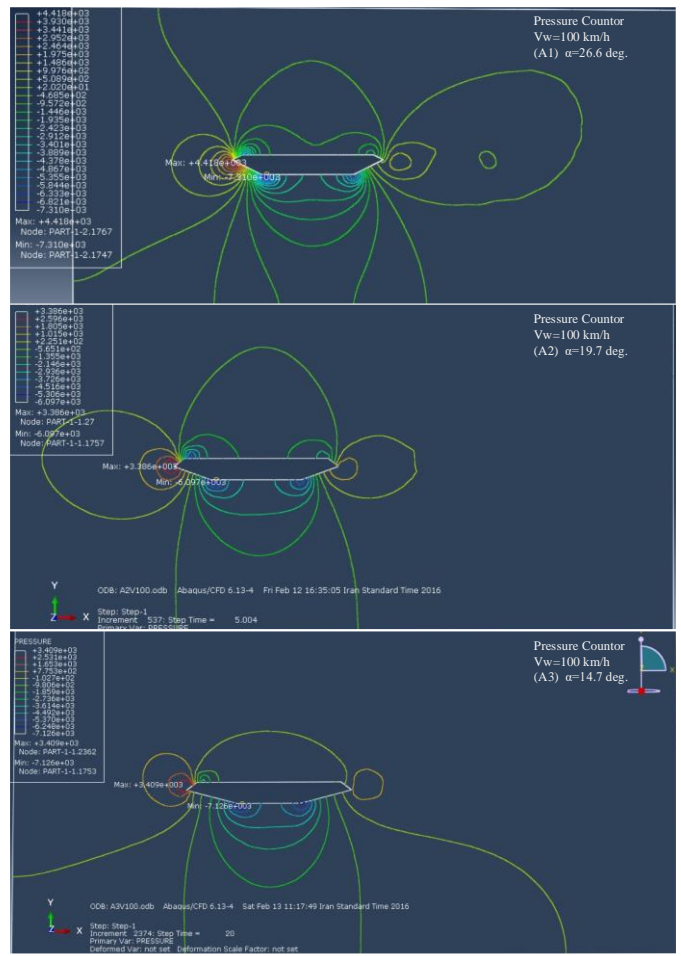 +4.418e+03
+3.930e+03
+3.441e+03
+2.952e+03
+2.464e+03
+1.975e+03
+1.486e+03
+9.976e+02
+5.089e+02
+2.020e+01
-4.685e+02
-9.572e+02
-1.446e+03
-1.935e+03
-2.423e+03
-2.912e+03
-3.401e+03
-3.889e+03
-4.378e+03
-4.867e+03
-5.355e+03
-5.844e+03
-6.333e+03
-6.821e+03
-7.310e+03
Max: +4.418e+03
Node: PART-1-2.1767
Min: -7.310e+03
Node: PART-1-2.1747
Pressure Countor
Vw=100 km/h
(A1) α=26.6 deg.
Max: +4.418e+003
Min: -7.310e+003
+3.386e+03
+2.596e+03
+1.805e+03
+1.015e+03
+2.251e+02
-5.651e+02
-1.355e+03
-2.146e+03
-2.936e+03
-3.726e+03
-4.516e+03
-5.306e+03
-6.097e+03
Max: +3.386e+03
Node: PART-1-1.27
Min: -6.097e+03
Node: PART-1-1.1757
Pressure Countor
Vw=100 km/h
(A2) α=19.7 deg.
Max: +3.386e+003
Min: -6.097e+003
Y
Z X
ODB: A2V100.odb Abaqus/CFD 6.13-4 Fri Feb 12 16:35:05 Iran Standard Time 2016
Step: Step-1
Increment 537: Step Time = 5.004
Primary Var: PRESSURE
PRESSURE
+3.409e+03
+2.531e+03
+1.653e+03
+7.753e+02
-1.027e+02
-9.806e+02
-1.859e+03
-2.736e+03
-3.614e+03
-4.492e+03
-5.370e+03
-6.248e+03
-7.126e+03
Max: +3.409e+03
Node: PART-1-1.2362
Min: -7.126e+03
Node: PART-1-1.1753
Pressure Countor
Vw=100 km/h
(A3) α=14.7 deg.
X
Max: +3.409e+003
Min: -7.126e+003
Y
Z X
ODB: A3V100.odb Abaqus/CFD 6.13-4 Sat Feb 13 11:17:49 Iran Standard Time 2016
Step: Step-1
Increment 2374: Step Time = 20
Primary Var: PRESSURE
Deformed Var: not set Deformation Scale Factor: not set